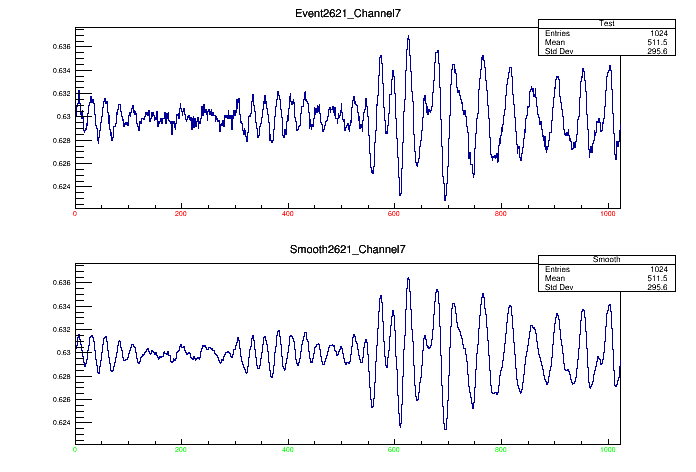 Event2621_Channel7
Test
Entries 1024
Mean 511.5
Std Dev 295.6
0.636
0.634
0.632
0.63
0.628
0.626
0.624
0 200 400 600 800 1000
Smooth2621_Channel7
Smooth
Entries 1024
Mean 511.5
Std Dev 295.6
0.636
0.634
0.632
0.63
0.628
0.626
0.624
0 200 400 600 800 1000